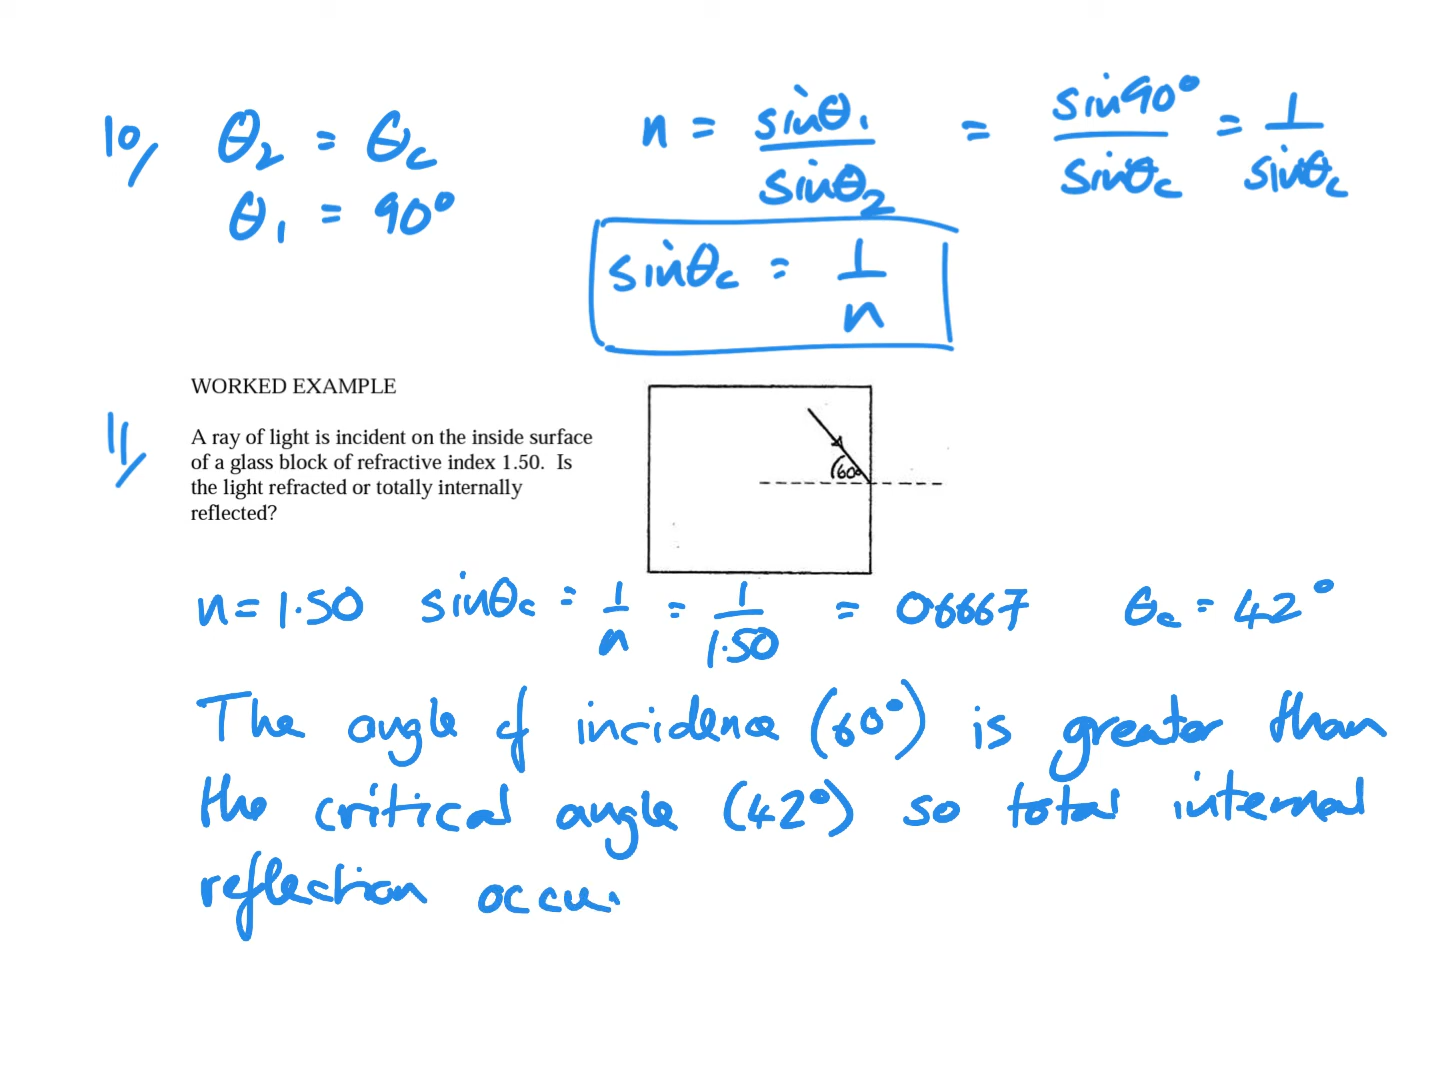 10/ θ₂ = θc n = sinθ₁/sinθ₂ = sin90°/sinθc = 1/sinθc
θ₁ = 90°
sinθc = 1/n
WORKED EXAMPLE
11/
A ray of light is incident on the inside surface
of a glass block of refractive index 1.50. Is
the light refracted or totally internally
reflected?
(60°
n = 1.50 sinθc = 1/n = 1/1.50 = 0.6667 θc = 42°
The angle of incidence (60°) is greater than
the critical angle (42°) so total internal
reflection